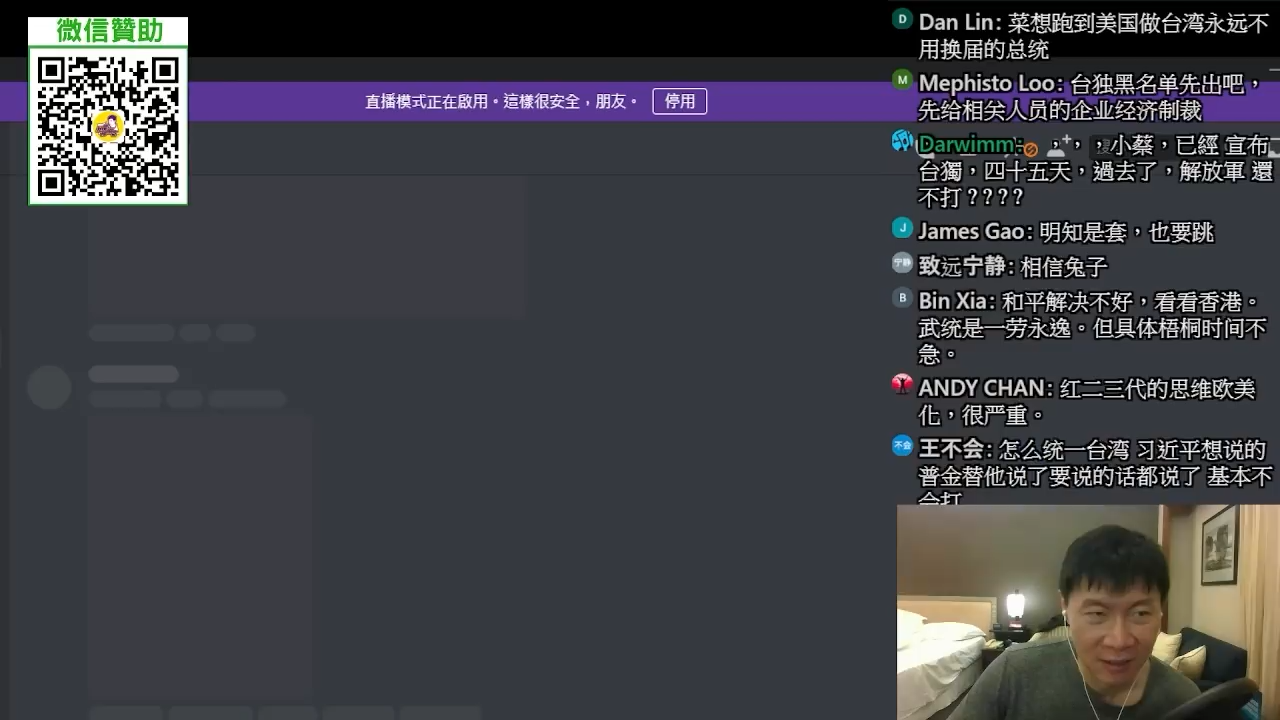 微信贊助
直播模式正在啟用。這樣很安全，朋友。
停用
D
Dan Lin: 菜想跑到美国做台湾永远不
用换届的总统
M
Mephisto Loo: 台独黑名单先出吧，
先给相关人员的企业经济制裁
Darwimm: ，，，小蔡，已經 宣布
台獨，四十五天，過去了，解放軍 還
不打？？？？
J
James Gao: 明知是套，也要跳
宁静
致远宁静: 相信兔子
B
Bin Xia: 和平解决不好，看看香港。
武统是一劳永逸。但具体梧桐时间不
急。
ANDY CHAN: 红二三代的思维欧美
化，很严重。
不会
王不会: 怎么统一台湾 习近平想说的
普金替他说了要说的话都说了 基本不
会打